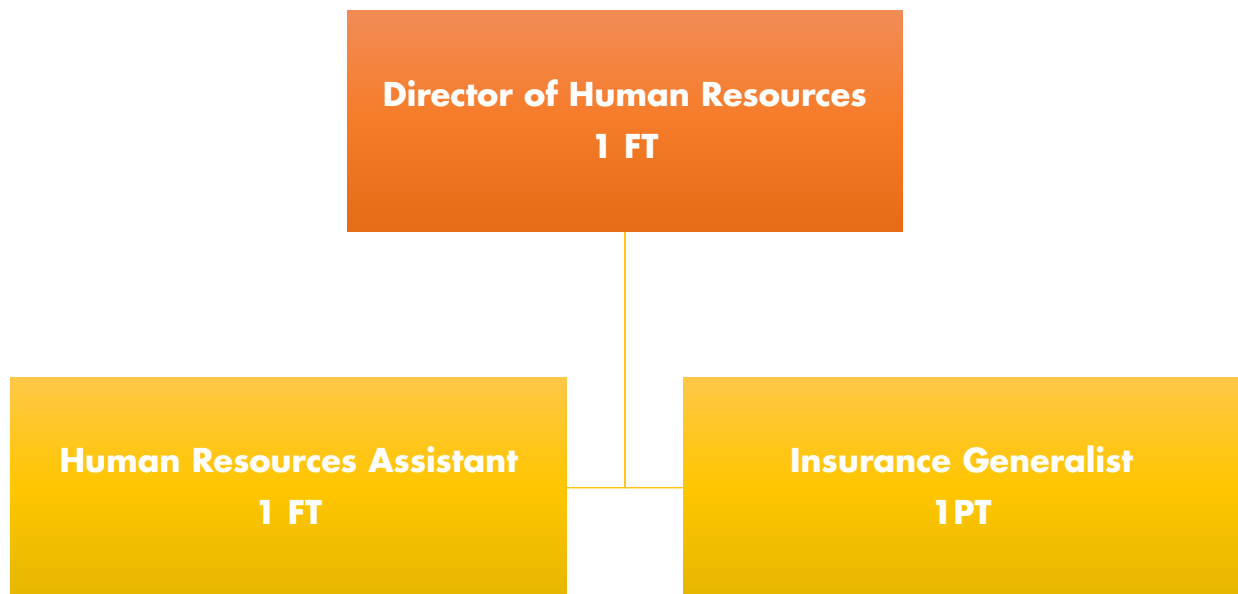 Director of Human Resources
1 FT
Human Resources Assistant
1 FT
Insurance Generalist
1PT